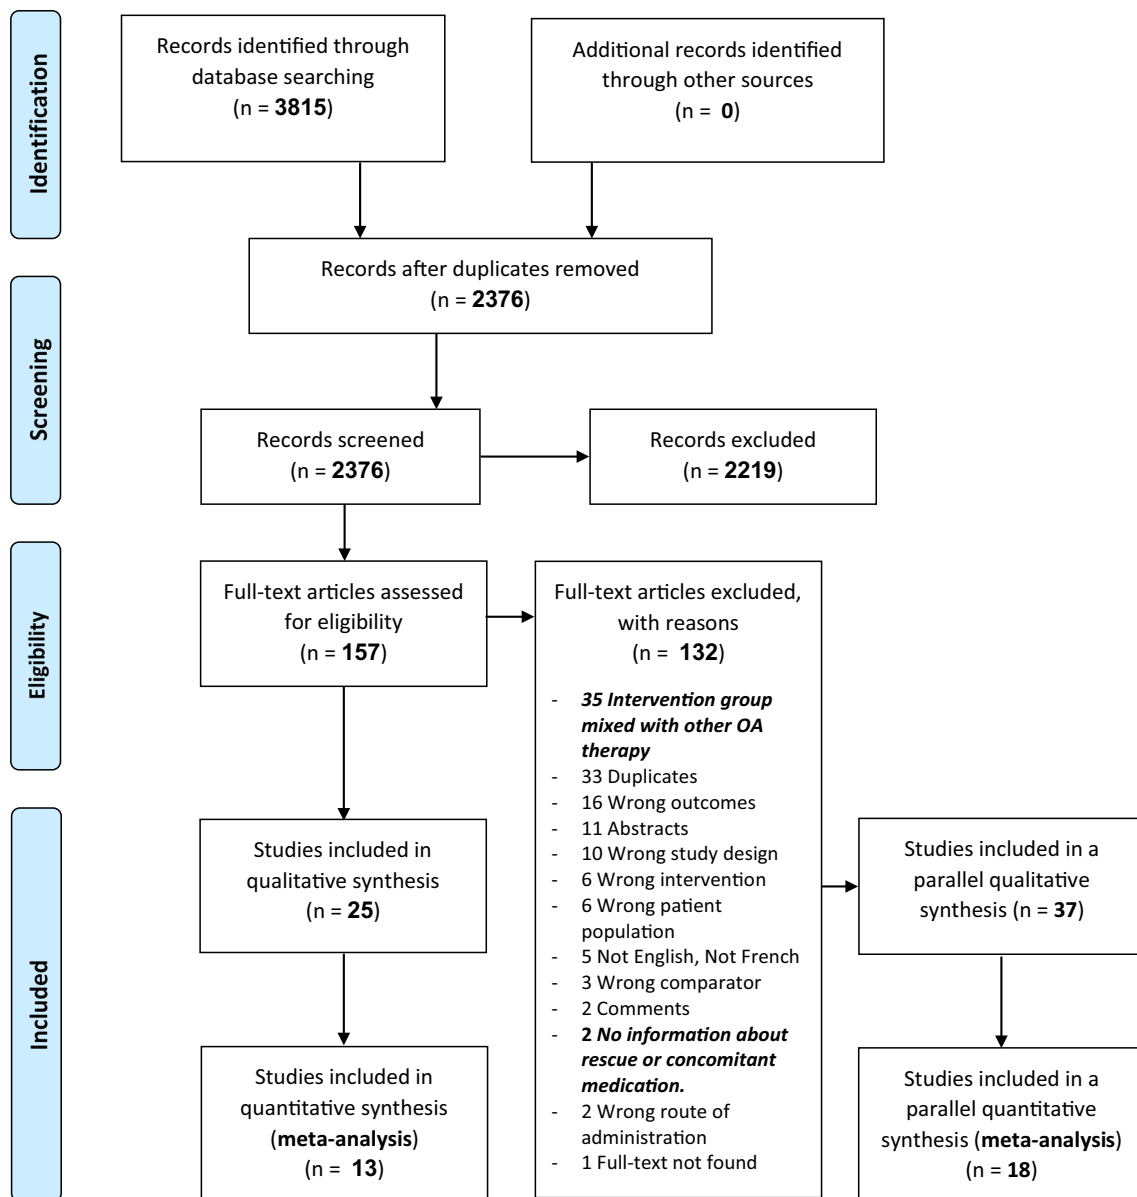 Identification
Records identified through
database searching
(n = 3815)
Additional records identified
through other sources
(n = 0)
Records after duplicates removed
(n = 2376)
Screening
Records screened
(n = 2376)
Records excluded
(n = 2219)
Eligibility
Full-text articles assessed
for eligibility
(n = 157)
Full-text articles excluded,
with reasons
(n = 132)
- 35 Intervention group
mixed with other OA
therapy
- 33 Duplicates
- 16 Wrong outcomes
- 11 Abstracts
- 10 Wrong study design
- 6 Wrong intervention
- 6 Wrong patient
population
- 5 Not English, Not French
- 3 Wrong comparator
- 2 Comments
- 2 No information about
rescue or concomitant
medication.
- 2 Wrong route of
administration
- 1 Full-text not found
Included
Studies included in
qualitative synthesis
(n = 25)
Studies included in a
parallel qualitative
synthesis (n = 37)
Studies included in
quantitative synthesis
(meta-analysis)
(n = 13)
Studies included in a
parallel quantitative
synthesis (meta-analysis)
(n = 18)